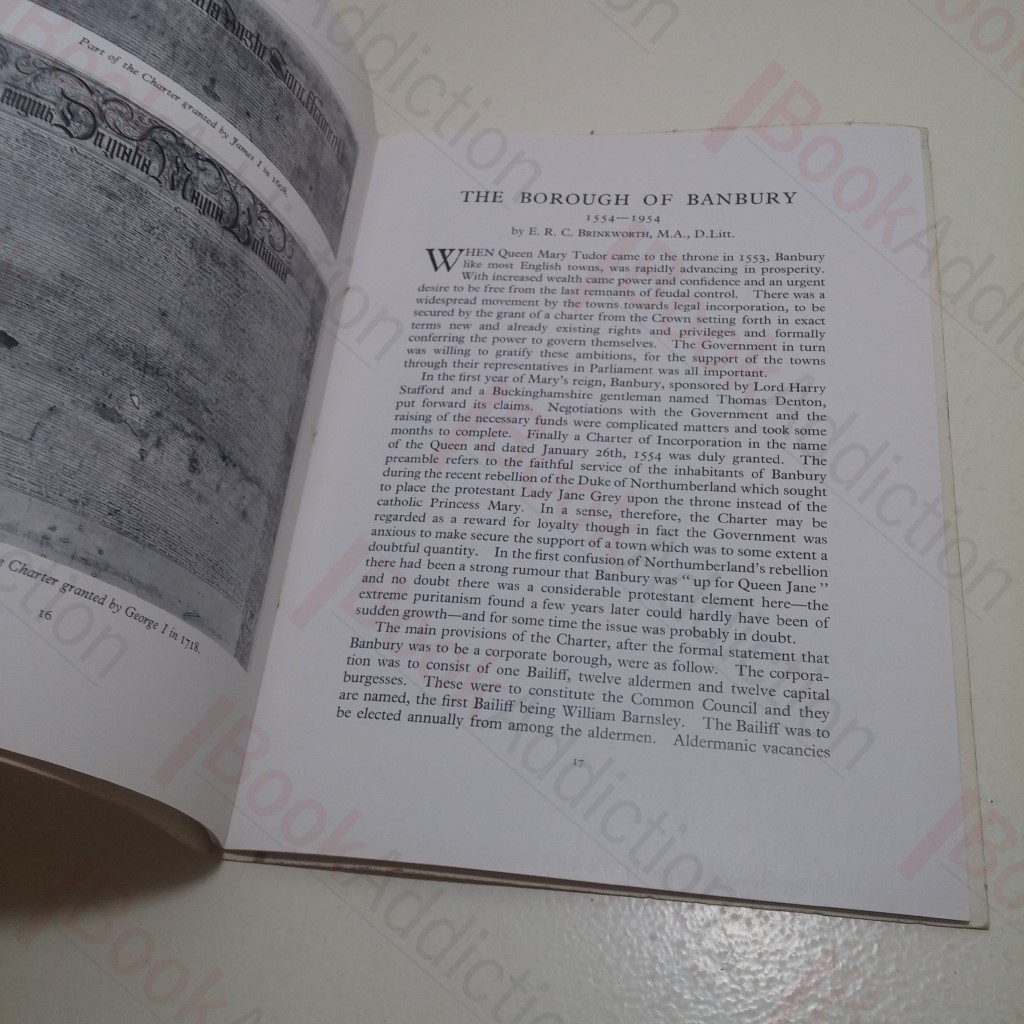 Part of the Charter granted by James I in 1608.
e Charter granted by George I in 1718.
16
THE BOROUGH OF BANBURY
1554—1954
by E. R. C. BRINKWORTH, M.A., D.Litt.
WHEN Queen Mary Tudor came to the throne in 1553, Banbury
like most English towns, was rapidly advancing in prosperity.
With increased wealth came power and confidence and an urgent
desire to be free from the last remnants of feudal control. There was a
widespread movement by the towns towards legal incorporation, to be
secured by the grant of a charter from the Crown setting forth in exact
terms new and already existing rights and privileges and formally
conferring the power to govern themselves. The Government in turn
was willing to gratify these ambitions, for the support of the towns
through their representatives in Parliament was all important.
In the first year of Mary's reign, Banbury, sponsored by Lord Harry
Stafford and a Buckinghamshire gentleman named Thomas Denton,
put forward its claims. Negotiations with the Government and the
raising of the necessary funds were complicated matters and took some
months to complete. Finally a Charter of Incorporation in the name
of the Queen and dated January 26th, 1554 was duly granted. The
preamble refers to the faithful service of the inhabitants of Banbury
during the recent rebellion of the Duke of Northumberland which sought
to place the protestant Lady Jane Grey upon the throne instead of the
catholic Princess Mary. In a sense, therefore, the Charter may be
regarded as a reward for loyalty though in fact the Government was
anxious to make secure the support of a town which was to some extent a
doubtful quantity. In the first confusion of Northumberland's rebellion
there had been a strong rumour that Banbury was "up for Queen Jane"
and no doubt there was a considerable protestant element here—the
extreme puritanism found a few years later could hardly have been of
sudden growth—and for some time the issue was probably in doubt.
The main provisions of the Charter, after the formal statement that
Banbury was to be a corporate borough, were as follow. The corpora-
tion was to consist of one Bailiff, twelve aldermen and twelve capital
burgesses. These were to constitute the Common Council and they
are named, the first Bailiff being William Barnsley. The Bailiff was to
be elected annually from among the aldermen. Aldermanic vacancies
17
BookAddiction